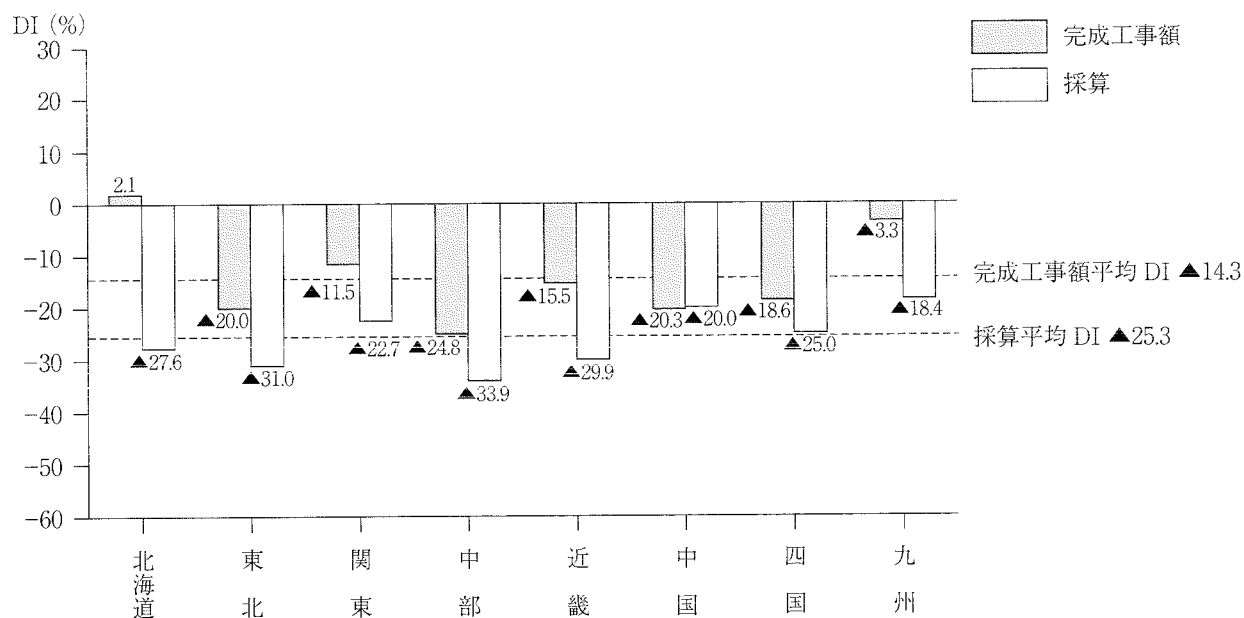 DI (%)
完成工事額
採算
30
20
10
0
−10
−20
−30
−40
−50
−60
2.1
▲27.6
▲20.0
▲31.0
▲11.5
▲22.7
▲24.8
▲33.9
▲15.5
▲29.9
▲20.3
▲20.0
▲18.6
▲25.0
▲3.3
▲18.4
完成工事額平均 DI ▲14.3
採算平均 DI ▲25.3
北海道
東北
関東
中部
近畿
中国
四国
九州